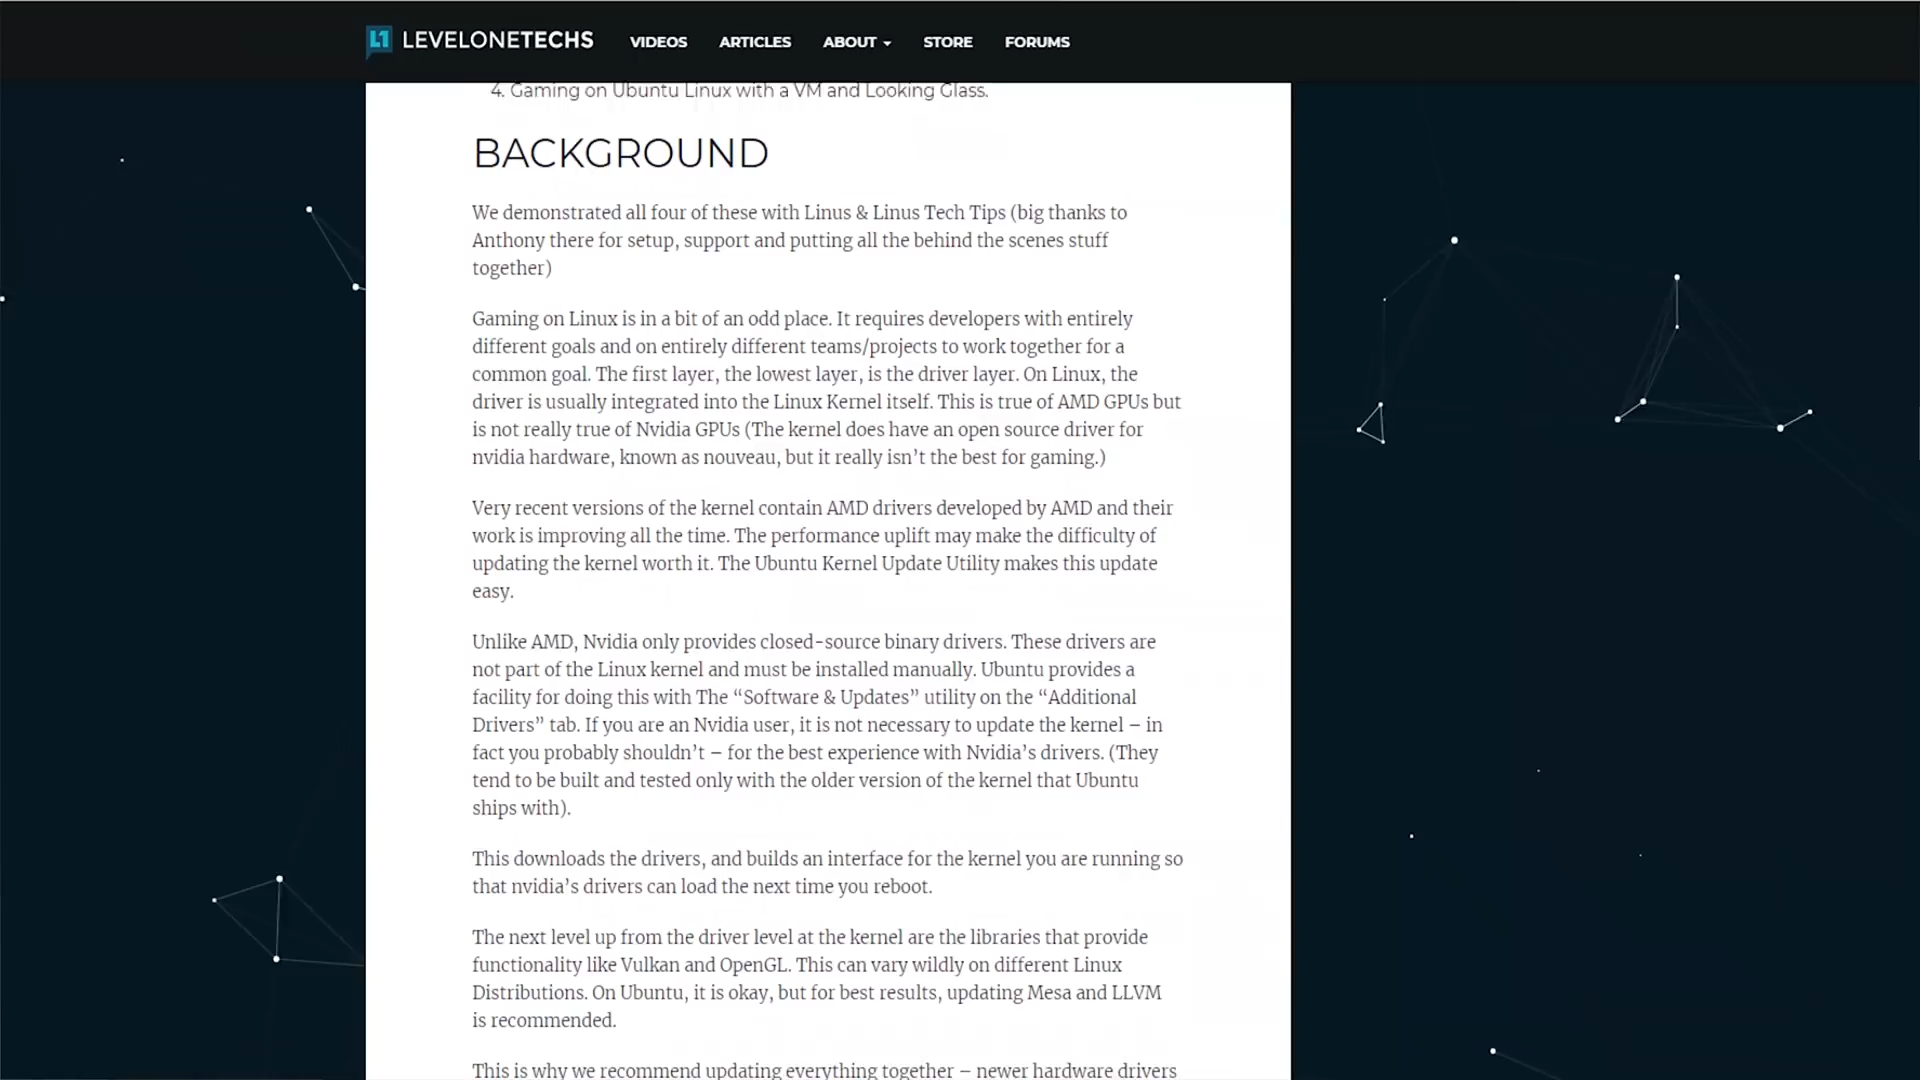 L1 LEVELONETECHS VIDEOS ARTICLES ABOUT STORE FORUMS
4. Gaming on Ubuntu Linux with a VM and Looking Glass.
BACKGROUND
We demonstrated all four of these with Linus & Linus Tech Tips (big thanks to
Anthony there for setup, support and putting all the behind the scenes stuff
together)
Gaming on Linux is in a bit of an odd place. It requires developers with entirely
different goals and on entirely different teams/projects to work together for a
common goal. The first layer, the lowest layer, is the driver layer. On Linux, the
driver is usually integrated into the Linux Kernel itself. This is true of AMD GPUs but
is not really true of Nvidia GPUs (The kernel does have an open source driver for
nvidia hardware, known as nouveau, but it really isn’t the best for gaming.)
Very recent versions of the kernel contain AMD drivers developed by AMD and their
work is improving all the time. The performance uplift may make the difficulty of
updating the kernel worth it. The Ubuntu Kernel Update Utility makes this update
easy.
Unlike AMD, Nvidia only provides closed-source binary drivers. These drivers are
not part of the Linux kernel and must be installed manually. Ubuntu provides a
facility for doing this with The “Software & Updates” utility on the “Additional
Drivers” tab. If you are an Nvidia user, it is not necessary to update the kernel – in
fact you probably shouldn’t – for the best experience with Nvidia’s drivers. (They
tend to be built and tested only with the older version of the kernel that Ubuntu
ships with).
This downloads the drivers, and builds an interface for the kernel you are running so
that nvidia’s drivers can load the next time you reboot.
The next level up from the driver level at the kernel are the libraries that provide
functionality like Vulkan and OpenGL. This can vary wildly on different Linux
Distributions. On Ubuntu, it is okay, but for best results, updating Mesa and LLVM
is recommended.
This is why we recommend updating everything together – newer hardware drivers